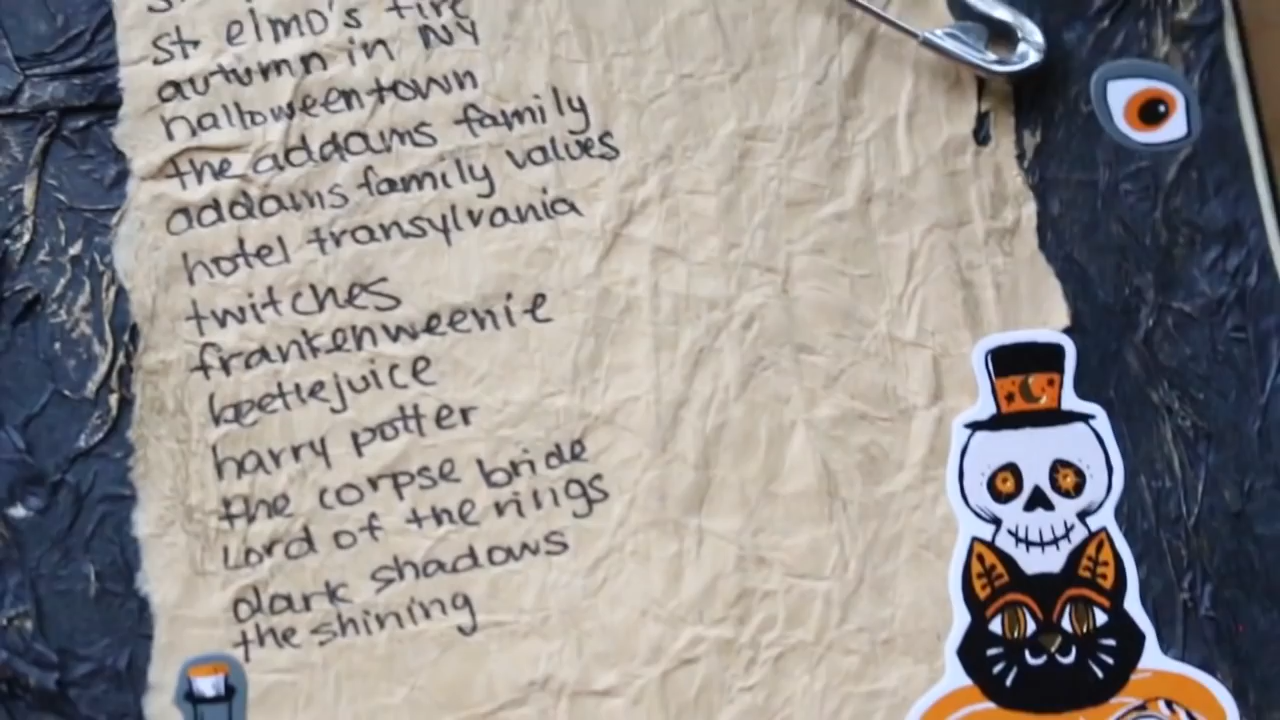 st elmo's fire
autumn in NY
halloweentown
the addams family
addams family values
hotel transylvania
twitches
frankenweenie
beetlejuice
harry potter
the corpse bride
Lord of the rings
dark shadows
the shining